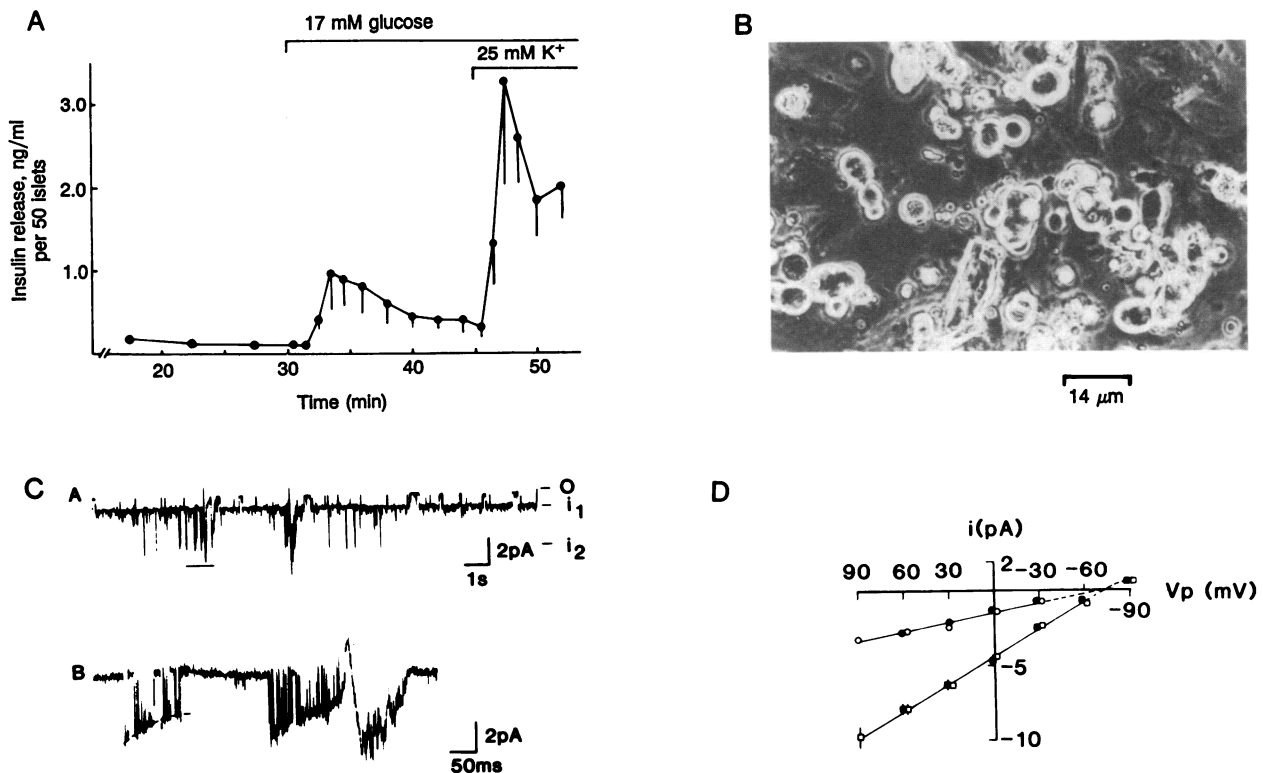 A
17 mM glucose
25 mM K⁺
Insulin release, ng/ml
per 50 islets
3.0
2.0
1.0
20 30 40 50
Time (min)
B
14 μm
C
A
O
i₁
i₂
2pA
1s
B
2pA
50ms
D
i(pA)
90 60 30 2 -30 -60
Vp (mV)
-90
-5
-10